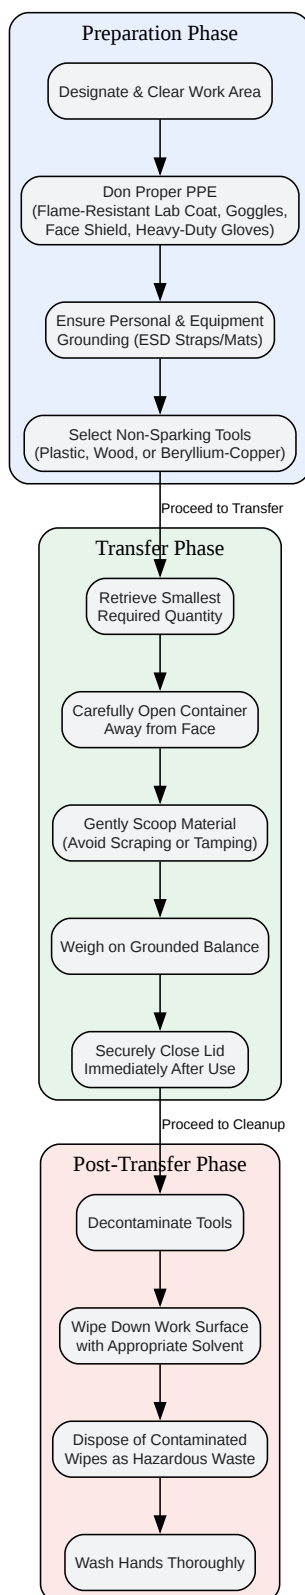 Preparation Phase
Designate & Clear Work Area
Don Proper PPE
(Flame-Resistant Lab Coat, Goggles,
Face Shield, Heavy-Duty Gloves)
Ensure Personal & Equipment
Grounding (ESD Straps/Mats)
Select Non-Sparking Tools
(Plastic, Wood, or Beryllium-Copper)
Proceed to Transfer
Transfer Phase
Retrieve Smallest
Required Quantity
Carefully Open Container
Away from Face
Gently Scoop Material
(Avoid Scraping or Tamping)
Weigh on Grounded Balance
Securely Close Lid
Immediately After Use
Proceed to Cleanup
Post-Transfer Phase
Decontaminate Tools
Wipe Down Work Surface
with Appropriate Solvent
Dispose of Contaminated
Wipes as Hazardous Waste
Wash Hands Thoroughly